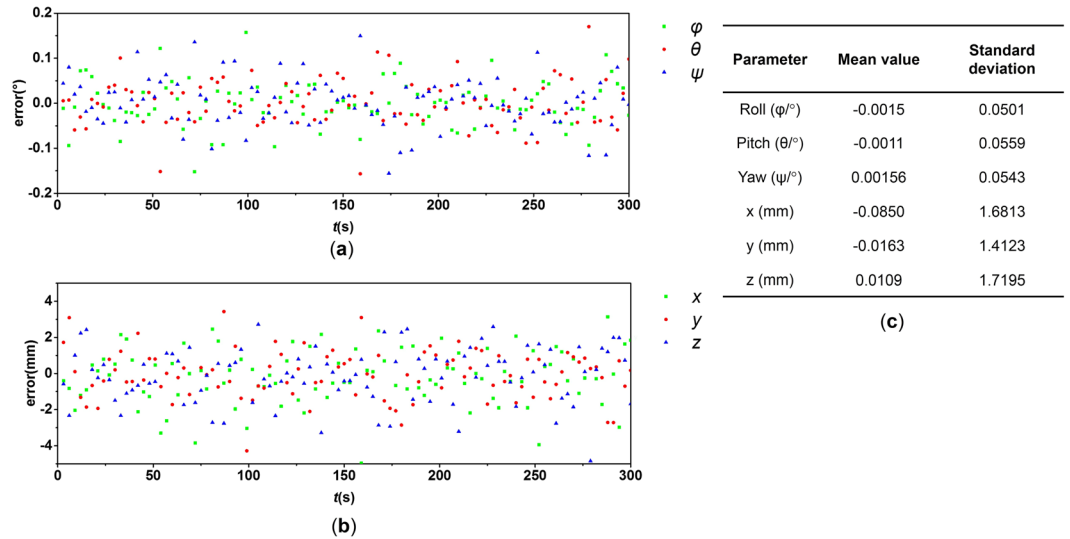 0.2
0.1
0.0
-0.1
-0.2
error(°)
0 50 100 150 200 250 300
t(s)
(a)
φ
θ
ψ
4
2
0
-2
-4
error(mm)
0 50 100 150 200 250 300
t(s)
(b)
x
y
z
Parameter Mean value Standard
deviation
Roll (φ/°) -0.0015 0.0501
Pitch (θ/°) -0.0011 0.0559
Yaw (ψ/°) 0.00156 0.0543
x (mm) -0.0850 1.6813
y (mm) -0.0163 1.4123
z (mm) 0.0109 1.7195
(c)